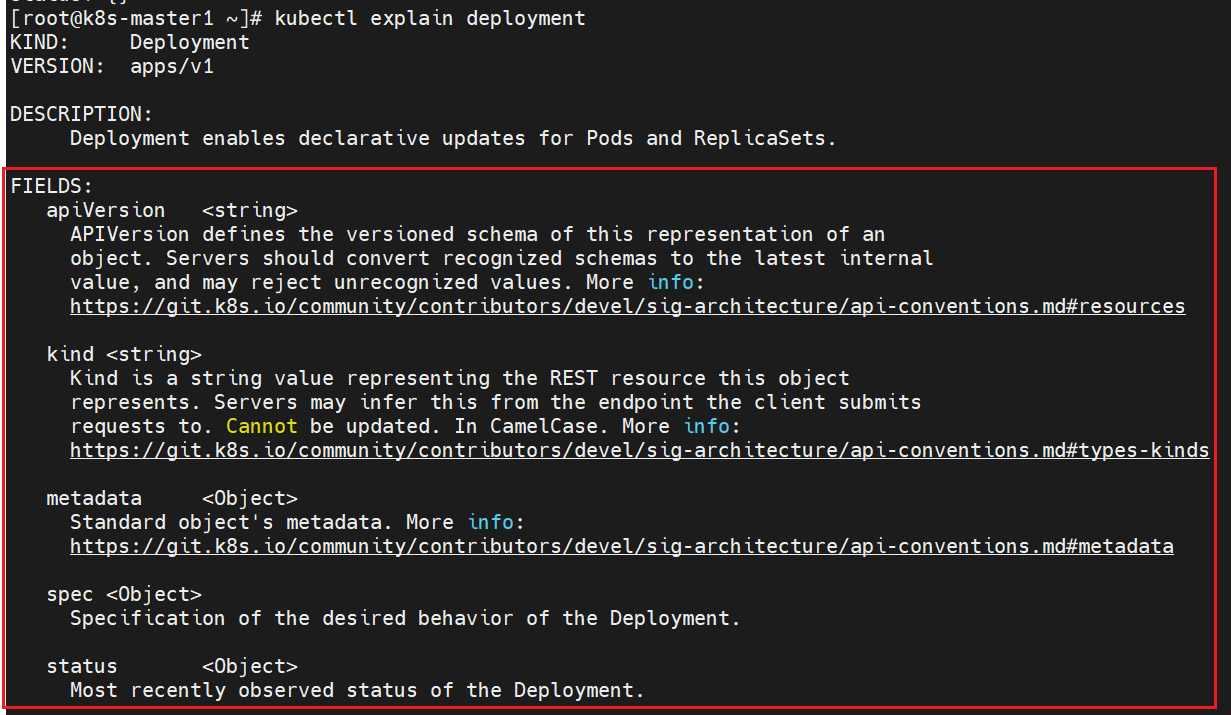 [root@k8s-master1 ~]# kubectl explain deployment
KIND:     Deployment
VERSION:  apps/v1
DESCRIPTION:
     Deployment enables declarative updates for Pods and ReplicaSets.
FIELDS:
   apiVersion   <string>
     APIVersion defines the versioned schema of this representation of an
     object. Servers should convert recognized schemas to the latest internal
     value, and may reject unrecognized values. More info:
     https://git.k8s.io/community/contributors/devel/sig-architecture/api-conventions.md#resources
   kind <string>
     Kind is a string value representing the REST resource this object
     represents. Servers may infer this from the endpoint the client submits
     requests to. Cannot be updated. In CamelCase. More info:
     https://git.k8s.io/community/contributors/devel/sig-architecture/api-conventions.md#types-kinds
   metadata     <Object>
     Standard object's metadata. More info:
     https://git.k8s.io/community/contributors/devel/sig-architecture/api-conventions.md#metadata
   spec <Object>
     Specification of the desired behavior of the Deployment.
   status       <Object>
     Most recently observed status of the Deployment.